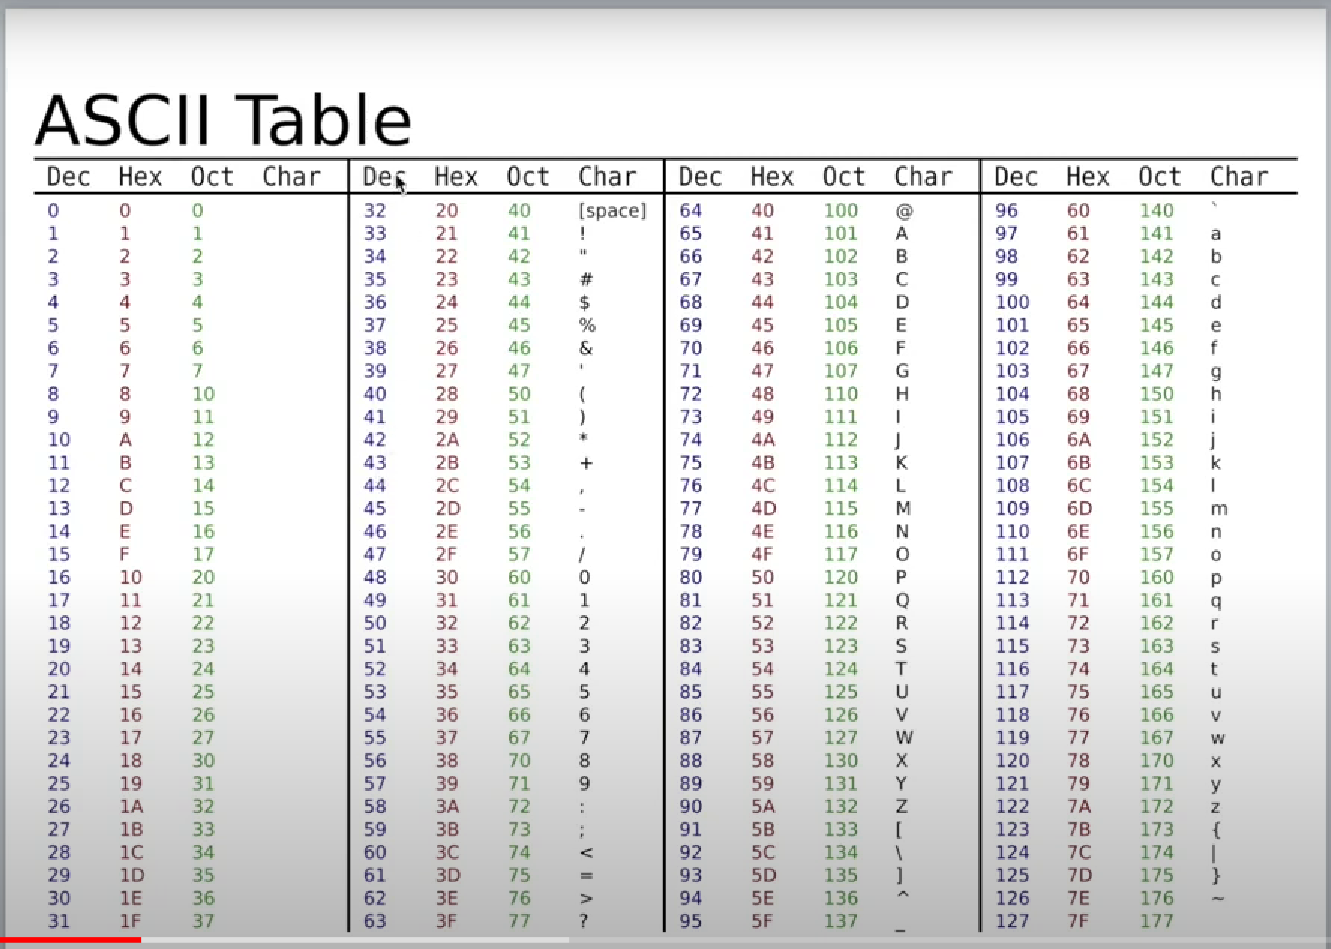 ASCII Table
Dec Hex Oct Char Dec Hex Oct Char Dec Hex Oct Char Dec Hex Oct Char
0 0 0 32 20 40 [space] 64 40 100 @ 96 60 140 `
1 1 1 33 21 41 ! 65 41 101 A 97 61 141 a
2 2 2 34 22 42 " 66 42 102 B 98 62 142 b
3 3 3 35 23 43 # 67 43 103 C 99 63 143 c
4 4 4 36 24 44 $ 68 44 104 D 100 64 144 d
5 5 5 37 25 45 % 69 45 105 E 101 65 145 e
6 6 6 38 26 46 & 70 46 106 F 102 66 146 f
7 7 7 39 27 47 ' 71 47 107 G 103 67 147 g
8 8 10 40 28 50 ( 72 48 110 H 104 68 150 h
9 9 11 41 29 51 ) 73 49 111 I 105 69 151 i
10 A 12 42 2A 52 * 74 4A 112 J 106 6A 152 j
11 B 13 43 2B 53 + 75 4B 113 K 107 6B 153 k
12 C 14 44 2C 54 , 76 4C 114 L 108 6C 154 l
13 D 15 45 2D 55 - 77 4D 115 M 109 6D 155 m
14 E 16 46 2E 56 . 78 4E 116 N 110 6E 156 n
15 F 17 47 2F 57 / 79 4F 117 O 111 6F 157 o
16 10 20 48 30 60 0 80 50 120 P 112 70 160 p
17 11 21 49 31 61 1 81 51 121 Q 113 71 161 q
18 12 22 50 32 62 2 82 52 122 R 114 72 162 r
19 13 23 51 33 63 3 83 53 123 S 115 73 163 s
20 14 24 52 34 64 4 84 54 124 T 116 74 164 t
21 15 25 53 35 65 5 85 55 125 U 117 75 165 u
22 16 26 54 36 66 6 86 56 126 V 118 76 166 v
23 17 27 55 37 67 7 87 57 127 W 119 77 167 w
24 18 30 56 38 70 8 88 58 130 X 120 78 170 x
25 19 31 57 39 71 9 89 59 131 Y 121 79 171 y
26 1A 32 58 3A 72 : 90 5A 132 Z 122 7A 172 z
27 1B 33 59 3B 73 ; 91 5B 133 [ 123 7B 173 {
28 1C 34 60 3C 74 < 92 5C 134 \ 124 7C 174 |
29 1D 35 61 3D 75 = 93 5D 135 ] 125 7D 175 }
30 1E 36 62 3E 76 > 94 5E 136 ^ 126 7E 176 ~
31 1F 37 63 3F 77 ? 95 5F 137 _ 127 7F 177